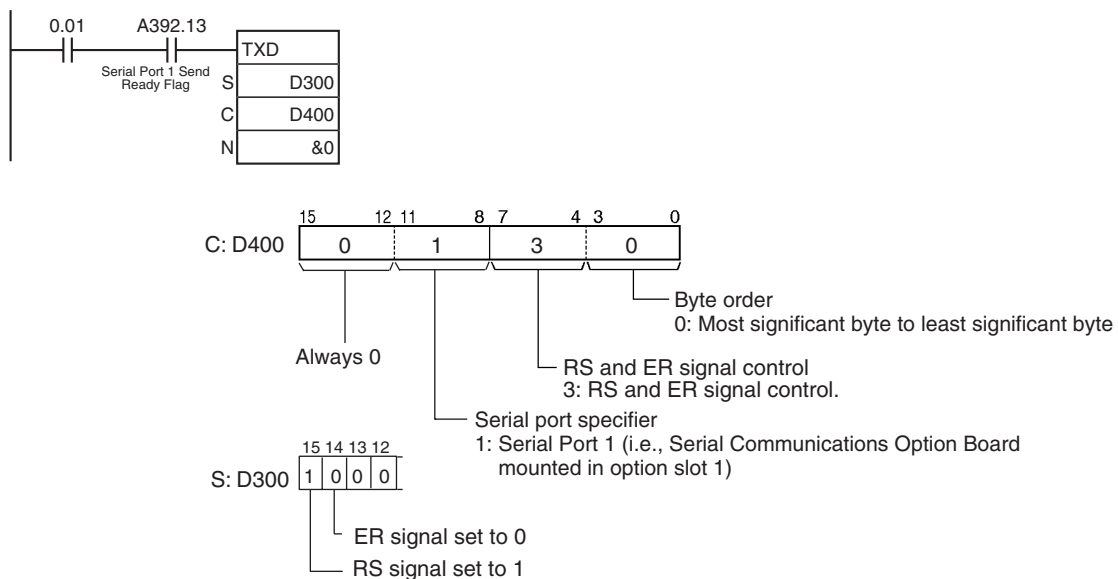 0.01 A392.13
TXD
Serial Port 1 Send
Ready Flag
S D300
C D400
N &0
15 12 11 8 7 4 3 0
C: D400 0 1 3 0
Byte order
0: Most significant byte to least significant byte
Always 0
RS and ER signal control
3: RS and ER signal control.
Serial port specifier
1: Serial Port 1 (i.e., Serial Communications Option Board
mounted in option slot 1)
15 14 13 12
S: D300 1 0 0 0
ER signal set to 0
RS signal set to 1